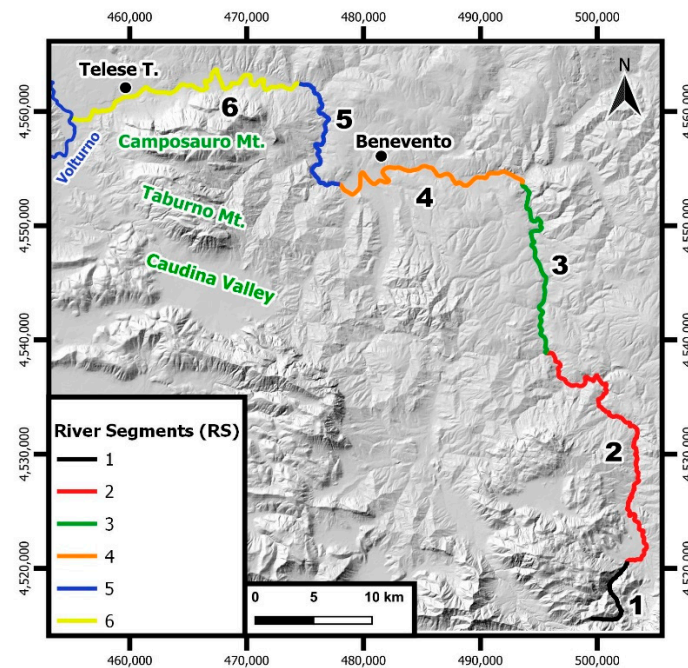 460,000 470,000 480,000 490,000 500,000
N
Telese T.
4,560,000 4,560,000
6
5
Camposauro Mt.
Benevento
Volturno
4
Taburno Mt.
4,550,000 4,550,000
3
Caudina Valley
4,540,000 4,540,000
River Segments (RS)
1
2
3
4
5
6
2
4,530,000 4,530,000
4,520,000 4,520,000
1
0 5 10 km
460,000 470,000 480,000 490,000 500,000